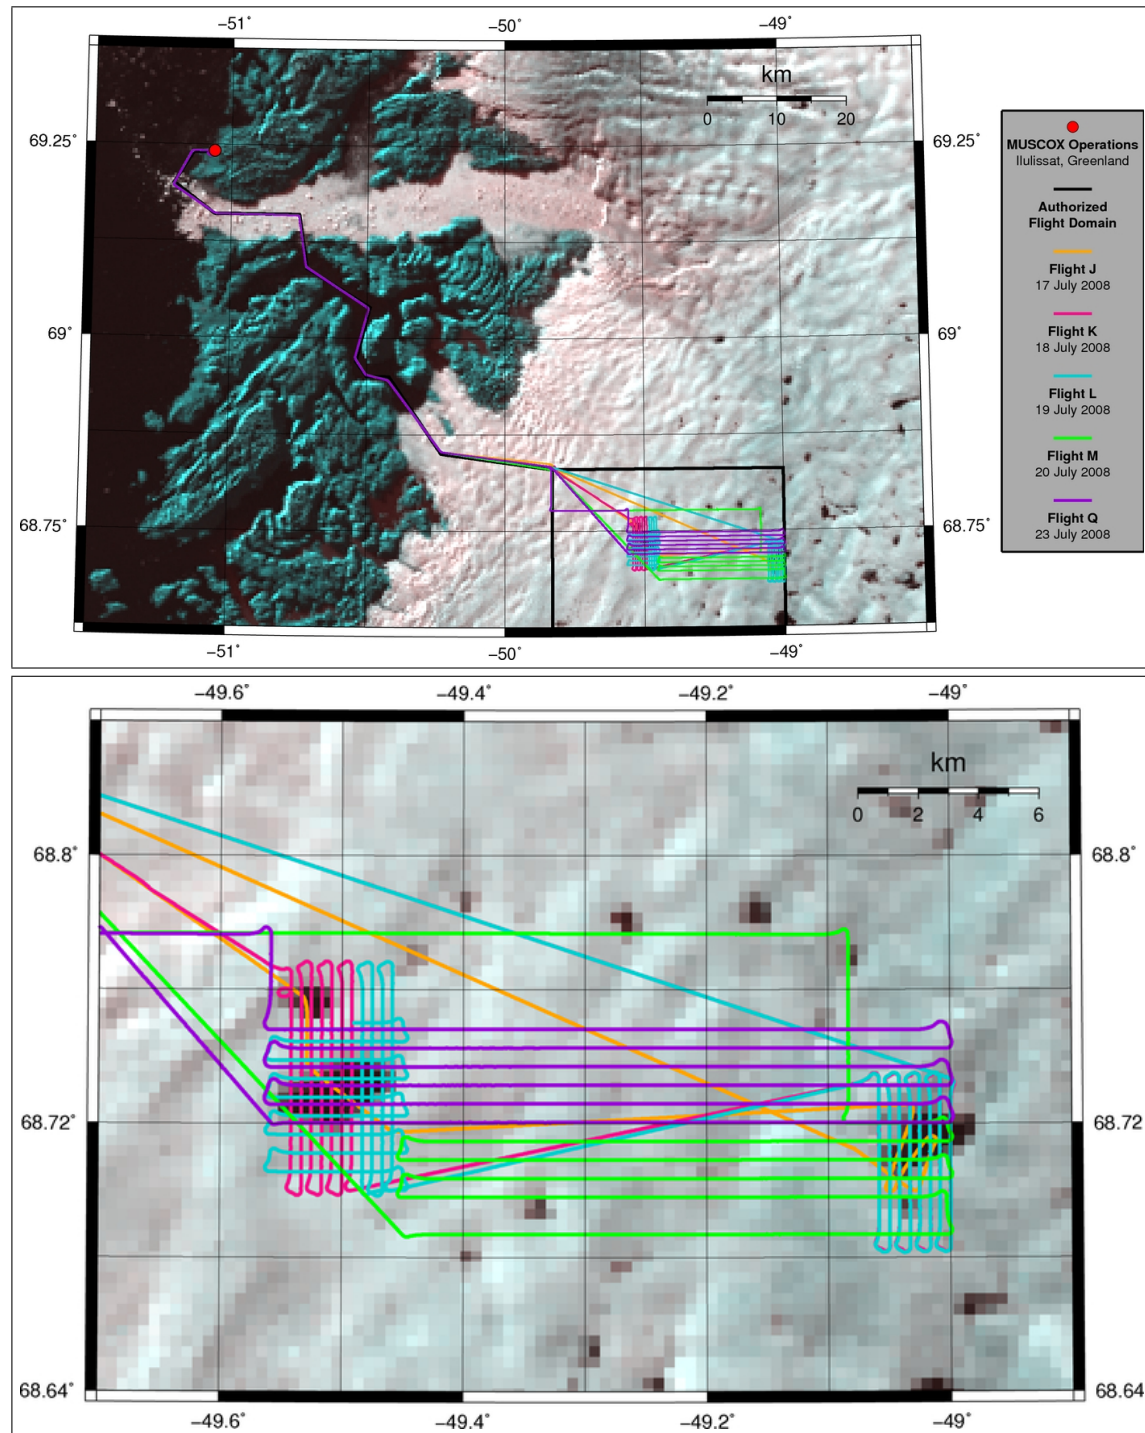 −51° −50° −49°
km
0 10 20
69.25° 69.25°
69° 69°
68.75° 68.75°
−51° −50° −49°
MUSCOX Operations
Ilulissat, Greenland
Authorized
Flight Domain
Flight J
17 July 2008
Flight K
18 July 2008
Flight L
19 July 2008
Flight M
20 July 2008
Flight Q
23 July 2008
−49.6° −49.4° −49.2° −49°
km
0 2 4 6
68.8° 68.8°
68.72° 68.72°
68.64° 68.64
−49.6° −49.4° −49.2° −49°